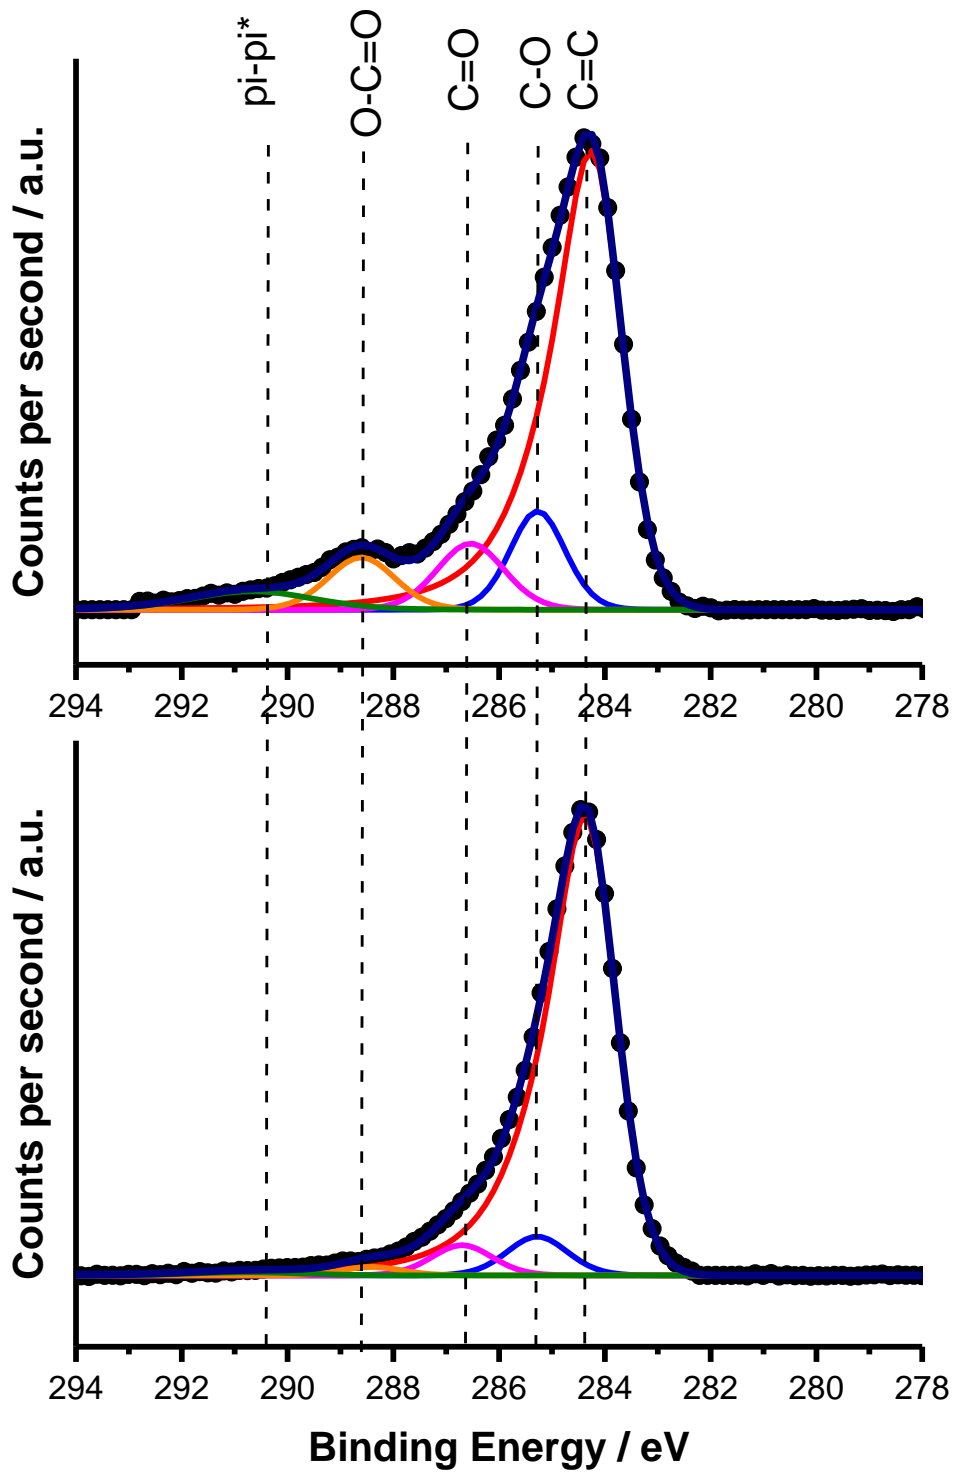 pi-pi*
O-C=O
C=O
C-O
C=C
Counts per second / a.u.
294 292 290 288 286 284 282 280 278
Counts per second / a.u.
294 292 290 288 286 284 282 280 278
Binding Energy / eV